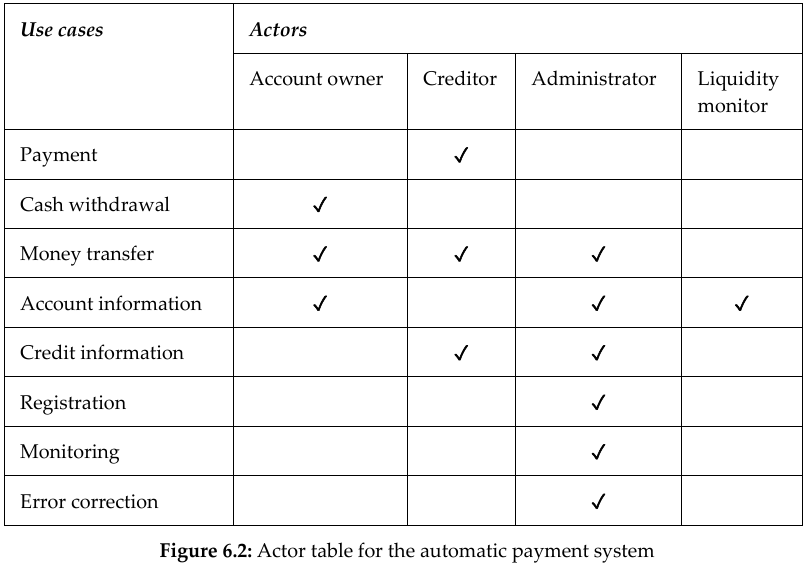 Use cases Actors
Account owner Creditor Administrator Liquidity
monitor
Payment ✓
Cash withdrawal ✓
Money transfer ✓ ✓ ✓
Account information ✓ ✓ ✓
Credit information ✓ ✓
Registration ✓
Monitoring ✓
Error correction ✓
Figure 6.2: Actor table for the automatic payment system